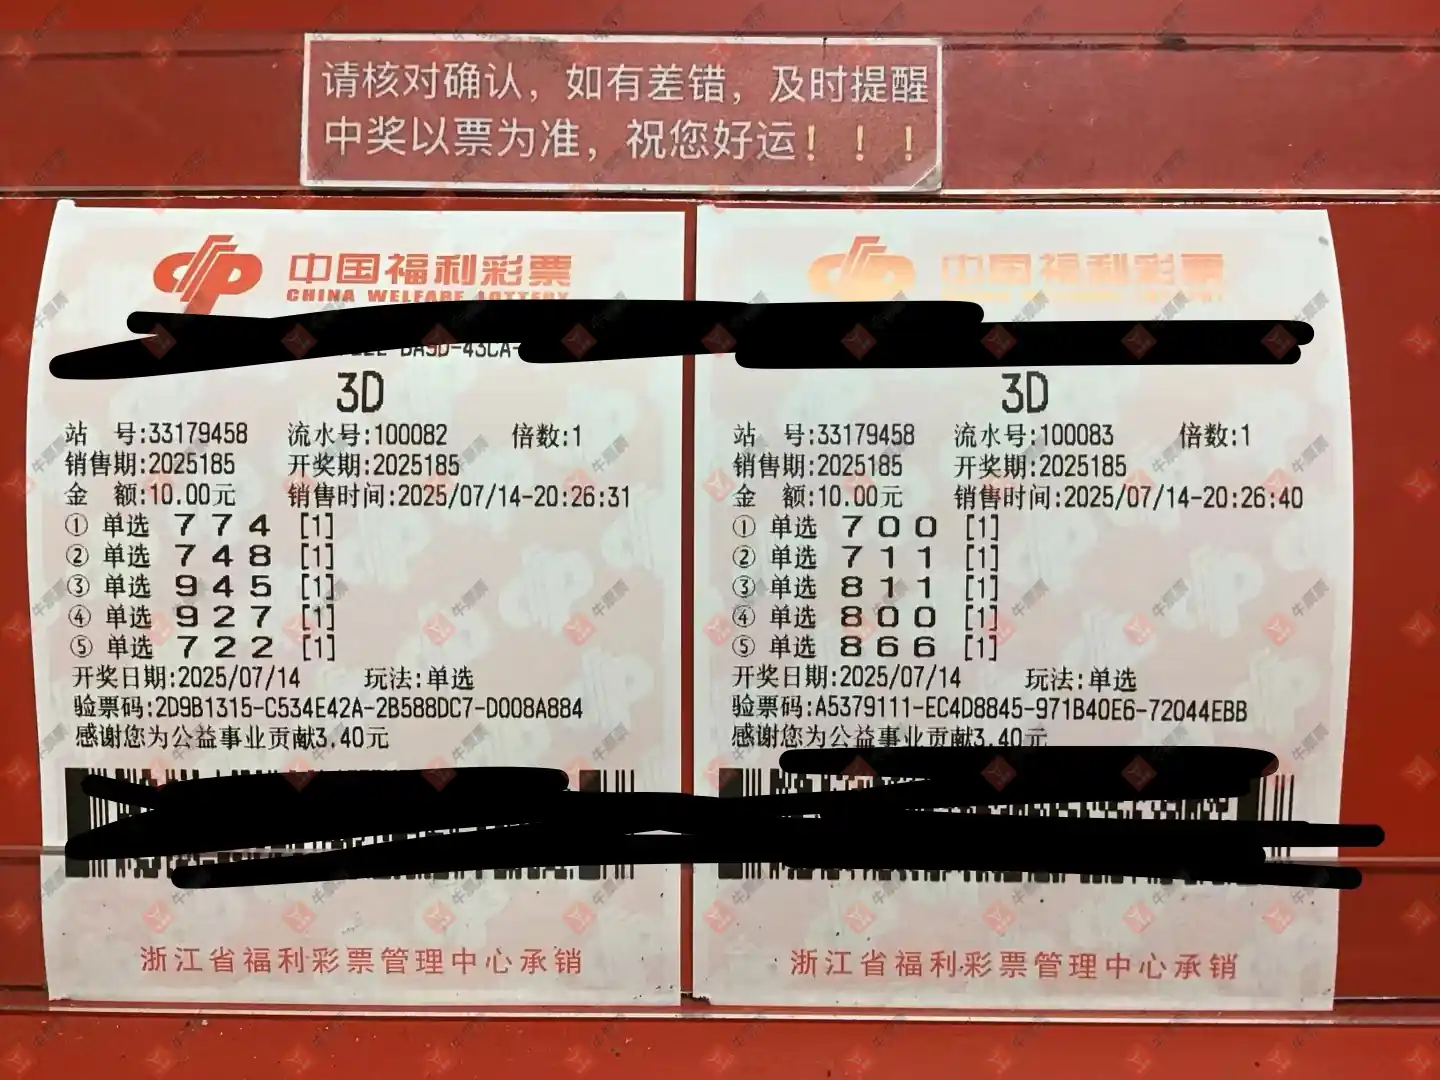 请核对确认，如有差错，及时提醒
中奖以票为准，祝您好运！！！
中国福利彩票
CHINA WELFARE LOTTERY
3D
站 号:33179458 流水号:100082 倍数:1
销售期:2025185 开奖期:2025185
金 额:10.00元 销售时间:2025/07/14-20:26:31
① 单选 7 7 4 [1]
② 单选 7 4 8 [1]
③ 单选 9 4 5 [1]
④ 单选 9 2 7 [1]
⑤ 单选 7 2 2 [1]
开奖日期:2025/07/14 玩法:单选
验票码:2D9B1315-C534E42A-2B588DC7-D008A884
感谢您为公益事业贡献3.40元
浙江省福利彩票管理中心承销
中国福利彩票
3D
站 号:33179458 流水号:100083 倍数:1
销售期:2025185 开奖期:2025185
金 额:10.00元 销售时间:2025/07/14-20:26:40
① 单选 7 0 0 [1]
② 单选 7 1 1 [1]
③ 单选 8 1 1 [1]
④ 单选 8 0 0 [1]
⑤ 单选 8 6 6 [1]
开奖日期:2025/07/14 玩法:单选
验票码:A5379111-EC4D8845-971B40E6-72044EBB
感谢您为公益事业贡献3.40元
浙江省福利彩票管理中心承销